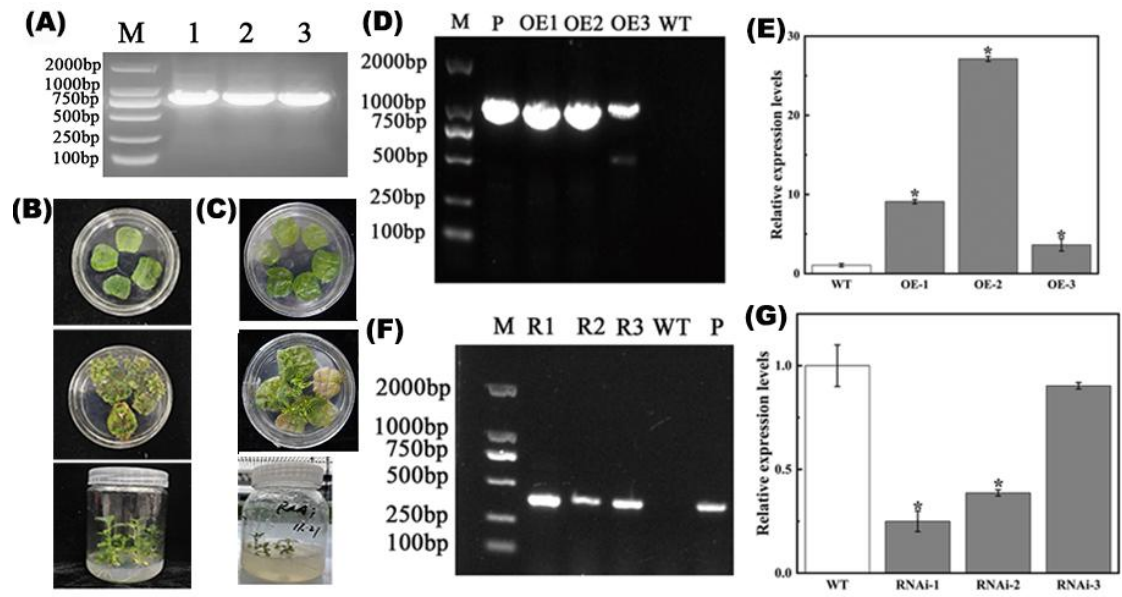 (A)
M 1 2 3
2000bp
1000bp
750bp
500bp
250bp
100bp
(B)
(C)
RNAi
11.21
(D)
M P OE1 OE2 OE3 WT
2000bp
1000bp
750bp
500bp
250bp
100bp
(E)
Relative expression levels
30
20
10
0
*
*
*
WT OE-1 OE-2 OE-3
(F)
M R1 R2 R3 WT P
2000bp
1000bp
750bp
500bp
250bp
100bp
(G)
Relative expression levels
1.0
0.5
0.0
*
*
WT RNAi-1 RNAi-2 RNAi-3